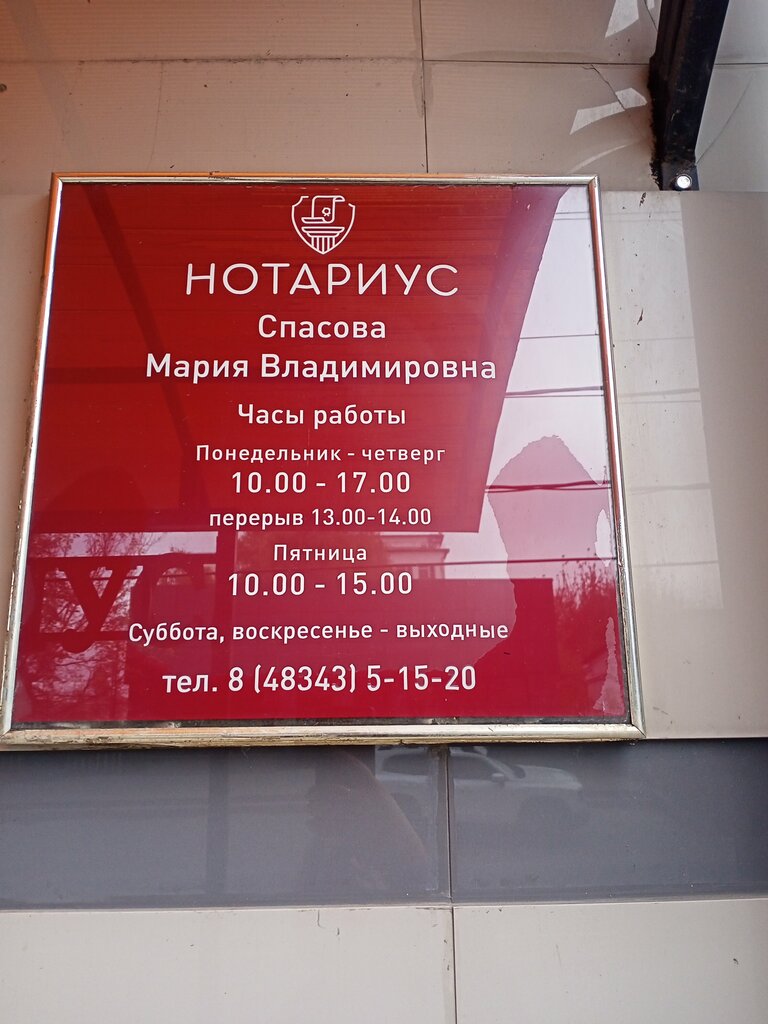 НОТАРИУС
Спасова
Мария Владимировна
Часы работы
Понедельник - четверг
10.00 - 17.00
перерыв 13.00-14.00
Пятница
10.00 - 15.00
Суббота, воскресенье - выходные
тел. 8 (48343) 5-15-20